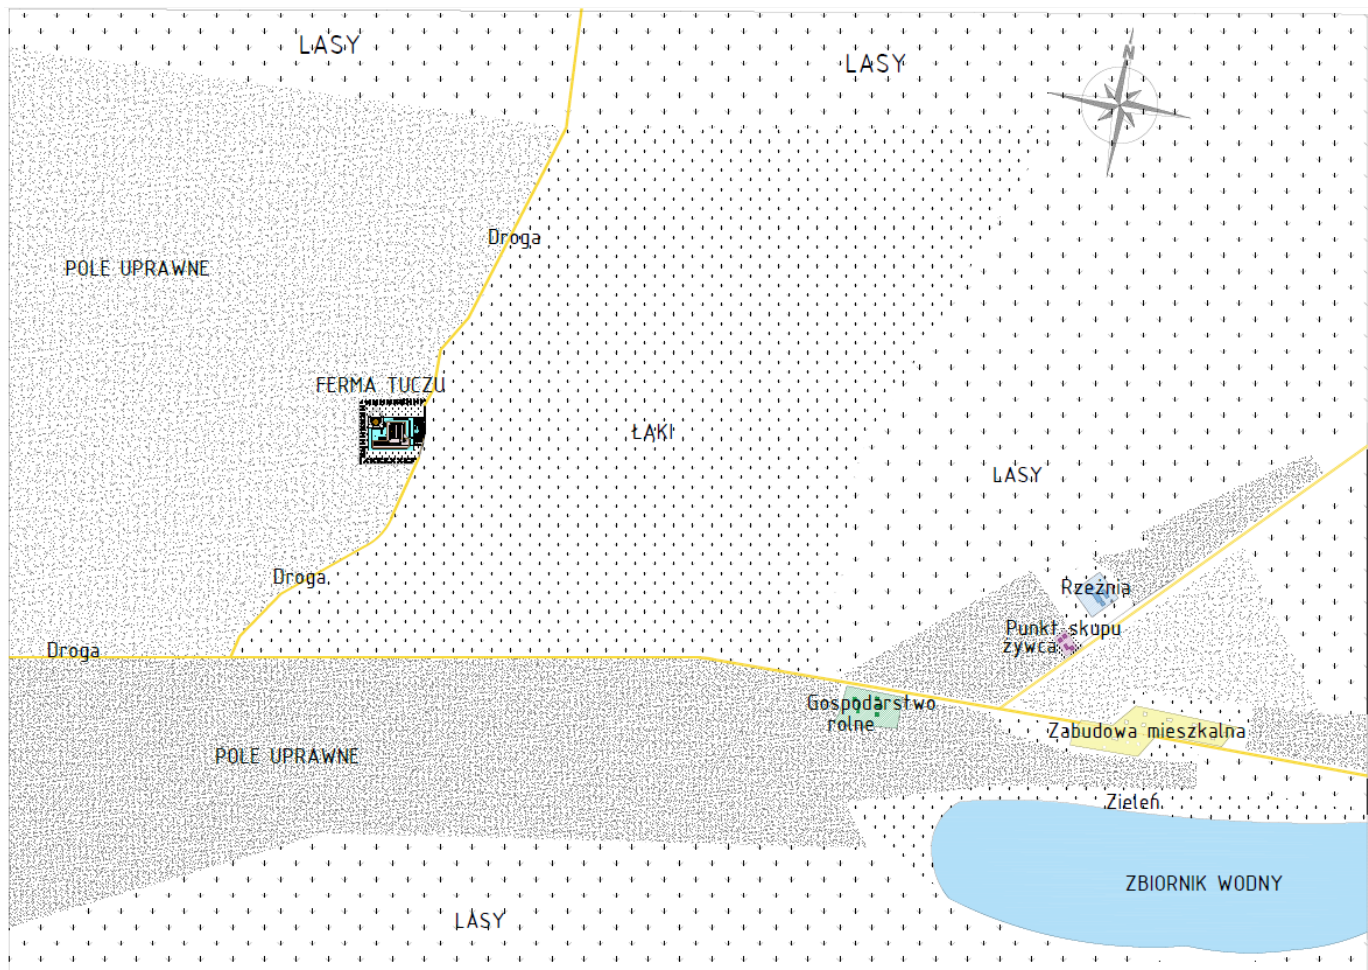 LASY
LASY
N
Droga
POLE UPRAWNE
FERMA TUCZU
ŁĄKI
LASY
Droga
Rzeźnia
Punkt skupu
żywca
Droga
Gospodarstwo
rolne
Zabudowa mieszkalna
POLE UPRAWNE
Zieleń
ZBIORNIK WODNY
LASY